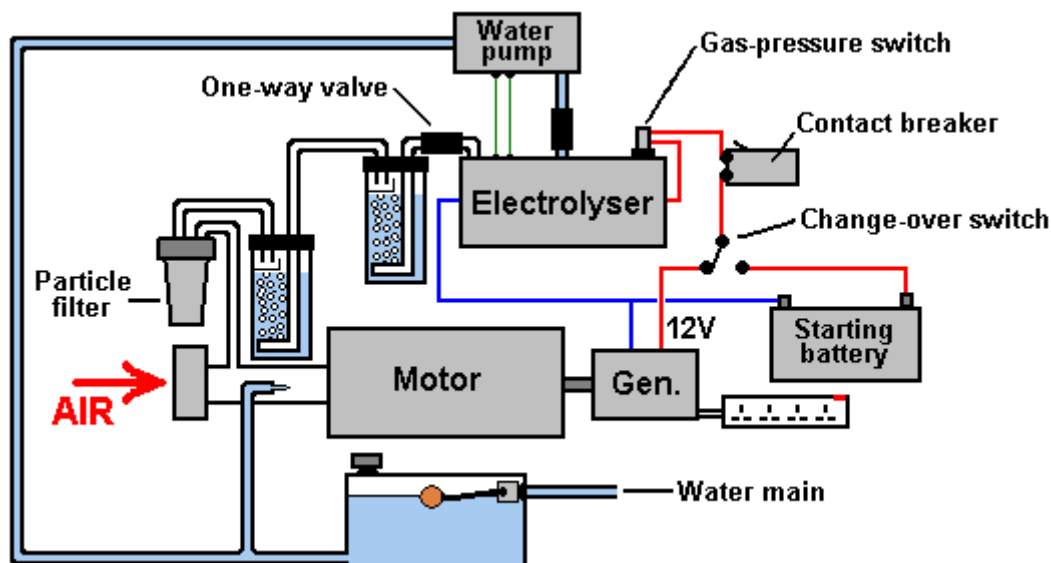 Water
pump
Gas-pressure switch
One-way valve
Contact breaker
Electrolyser
Change-over switch
Particle
filter
12V
Starting
battery
Motor
Gen.
AIR
Water main